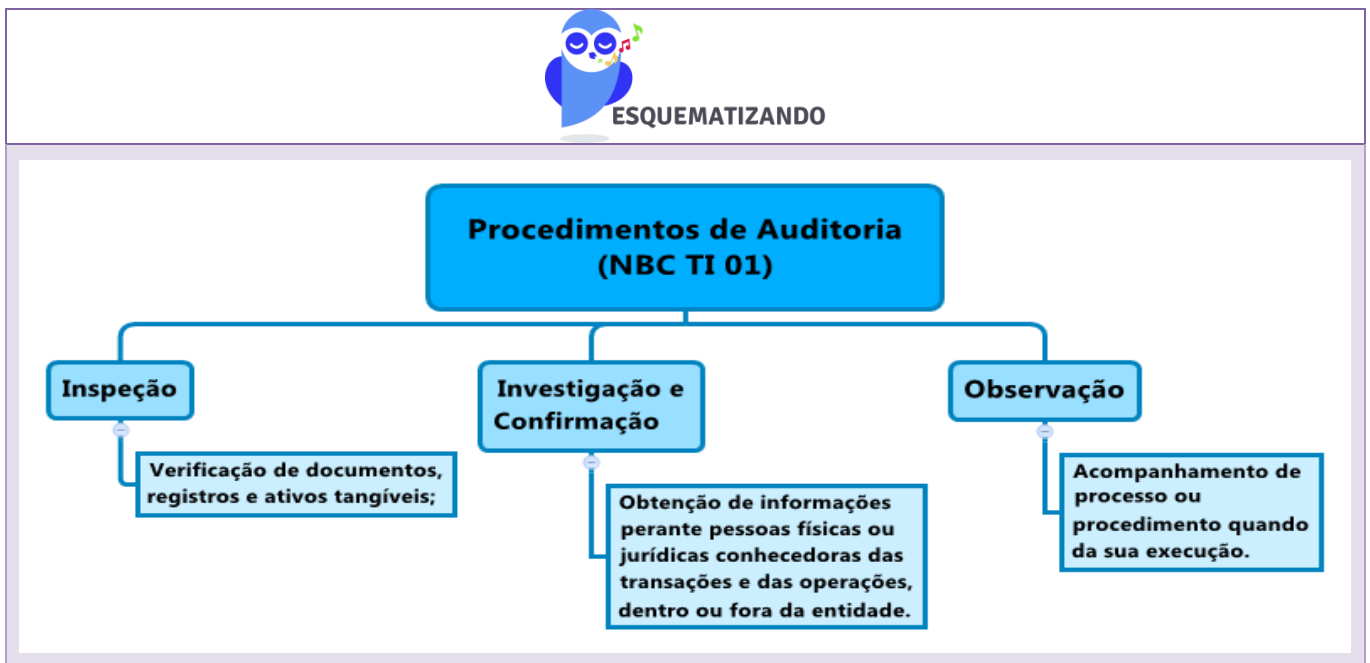 ESQUEMATIZANDO
Procedimentos de Auditoria
(NBC TI 01)
Inspeção
Verificação de documentos,
registros e ativos tangíveis;
Investigação e
Confirmação
Obtenção de informações
perante pessoas físicas ou
jurídicas conhecedoras das
transações e das operações,
dentro ou fora da entidade.
Observação
Acompanhamento de
processo ou
procedimento quando
da sua execução.